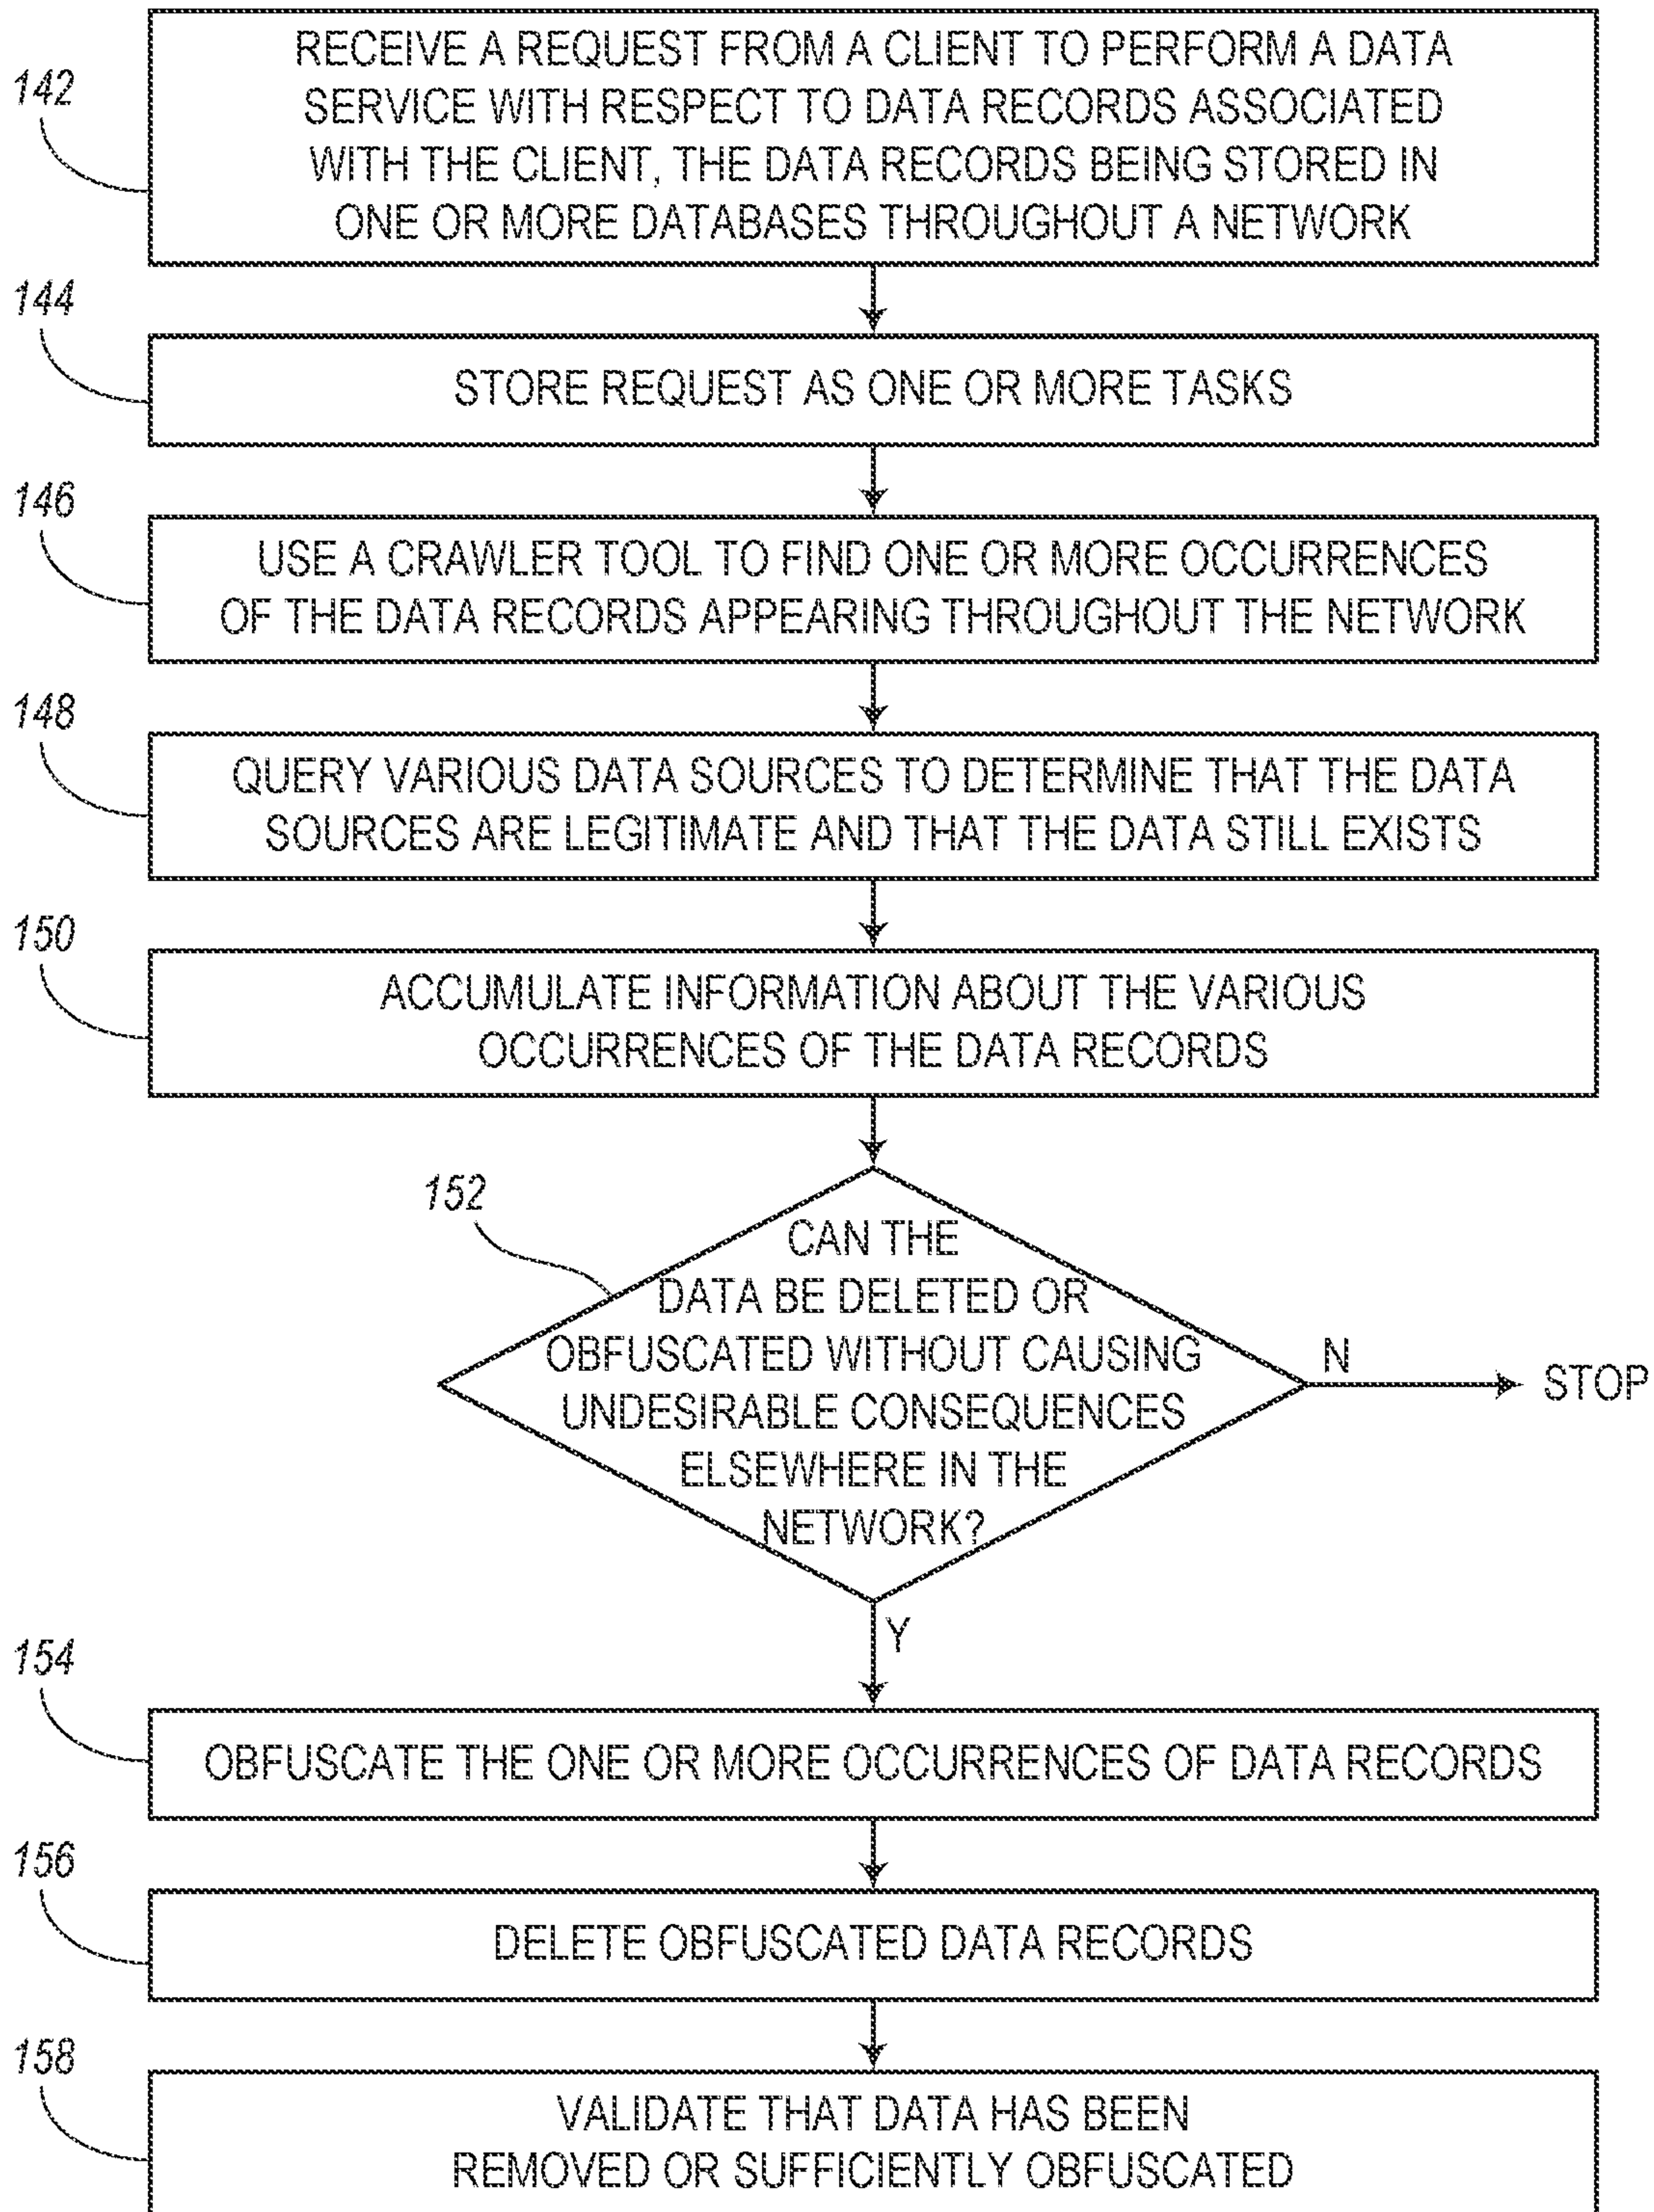 142
RECEIVE A REQUEST FROM A CLIENT TO PERFORM A DATA
SERVICE WITH RESPECT TO DATA RECORDS ASSOCIATED
WITH THE CLIENT, THE DATA RECORDS BEING STORED IN
ONE OR MORE DATABASES THROUGHOUT A NETWORK
144
STORE REQUEST AS ONE OR MORE TASKS
146
USE A CRAWLER TOOL TO FIND ONE OR MORE OCCURRENCES
OF THE DATA RECORDS APPEARING THROUGHOUT THE NETWORK
148
QUERY VARIOUS DATA SOURCES TO DETERMINE THAT THE DATA
SOURCES ARE LEGITIMATE AND THAT THE DATA STILL EXISTS
150
ACCUMULATE INFORMATION ABOUT THE VARIOUS
OCCURRENCES OF THE DATA RECORDS
152
CAN THE
DATA BE DELETED OR
OBFUSCATED WITHOUT CAUSING
UNDESIRABLE CONSEQUENCES
ELSEWHERE IN THE
NETWORK?
N
STOP
Y
154
OBFUSCATE THE ONE OR MORE OCCURRENCES OF DATA RECORDS
156
DELETE OBFUSCATED DATA RECORDS
158
VALIDATE THAT DATA HAS BEEN
REMOVED OR SUFFICIENTLY OBFUSCATED